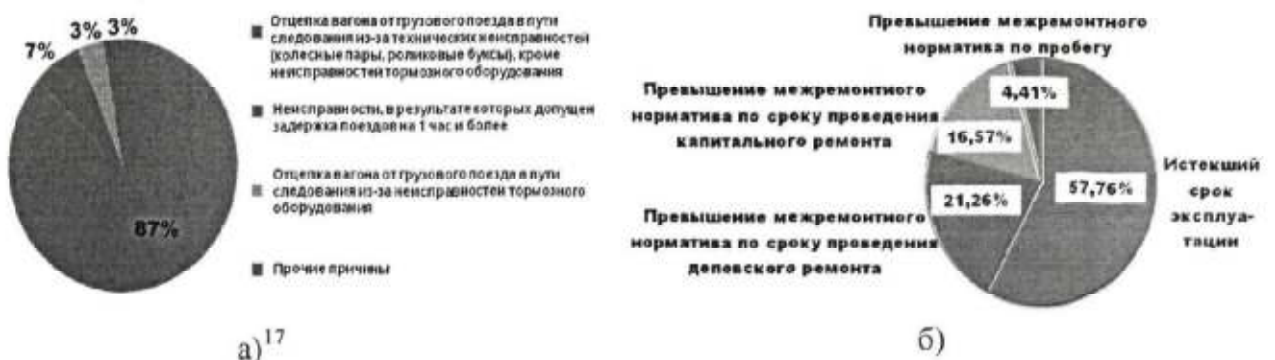 3% 3%
7%
87%
Отцепка вагона от грузового поезда в пути
следования из-за технических неисправностей
(колесные пары, роликовые буксы), кроме
неисправностей тормозного оборудования
Неисправности, в результате которых допущен
задержка поездов на 1 час и более
Отцепка вагона от грузового поезда в пути
следования из-за неисправностей тормозного
оборудования
Прочие причины
а)17
Превышение межремонтного
норматива по пробегу
4,41%
Превышение межремонтного
норматива по сроку проведения
капитального ремонта
16,57%
Истекший
срок
эксплуа-
тации
57,76%
21,26%
Превышение межремонтного
норматива по сроку проведения
деповского ремонта
б)